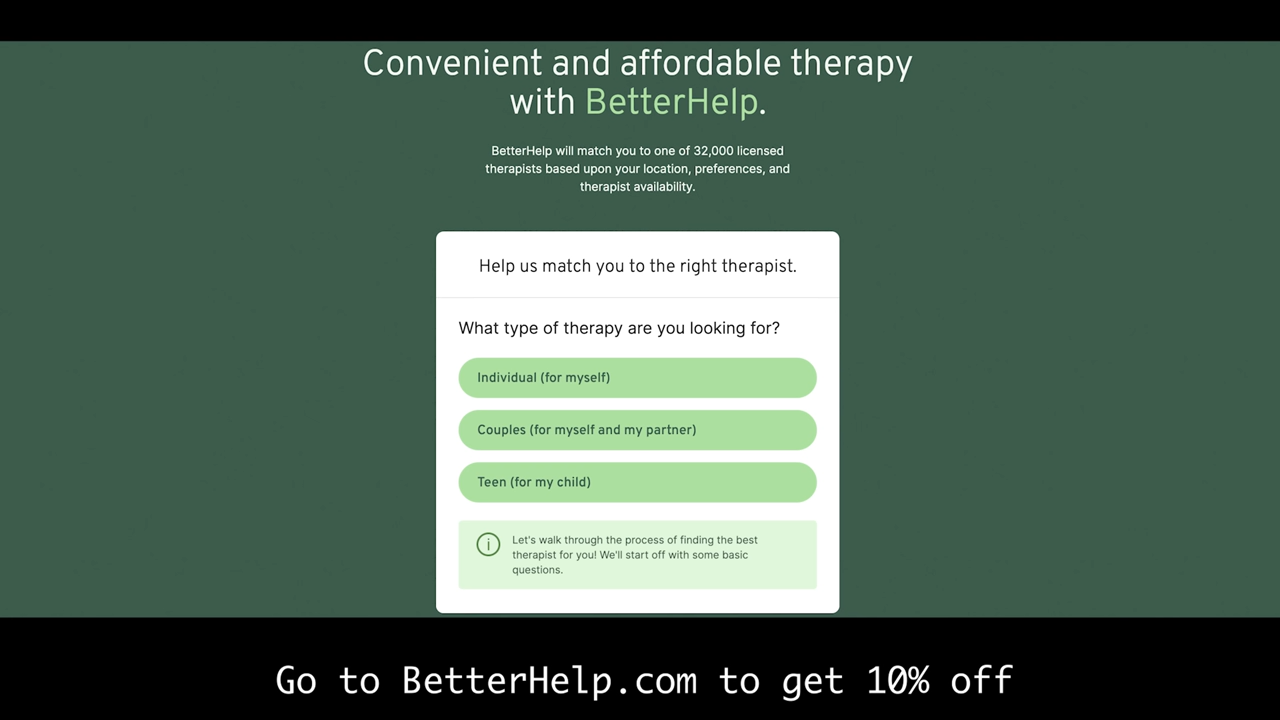 Convenient and affordable therapy
with BetterHelp.
BetterHelp will match you to one of 32,000 licensed
therapists based upon your location, preferences, and
therapist availability.
Help us match you to the right therapist.
What type of therapy are you looking for?
Individual (for myself)
Couples (for myself and my partner)
Teen (for my child)
Let's walk through the process of finding the best
therapist for you! We'll start off with some basic
questions.
Go to BetterHelp.com to get 10% off